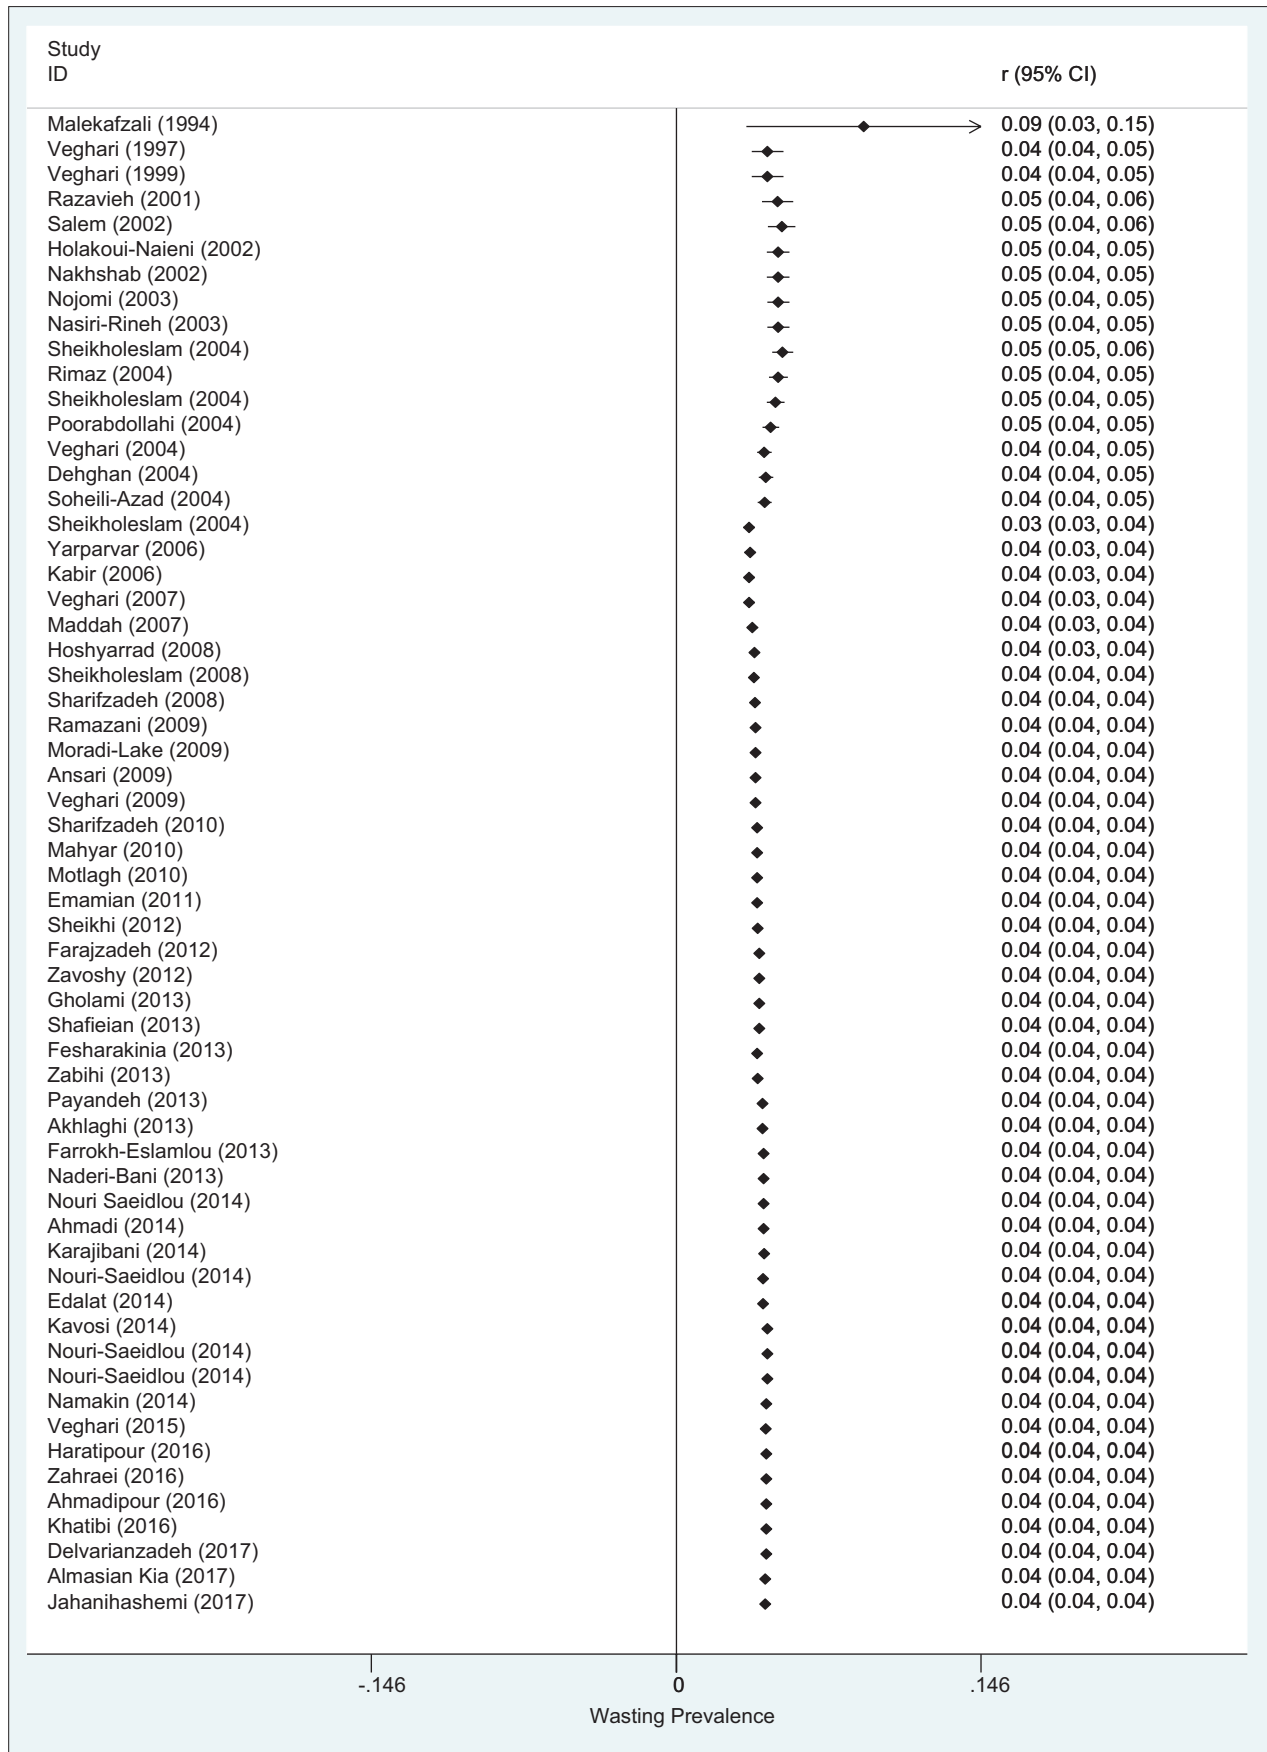 Study
ID r (95% CI)
Malekafzali (1994) 0.09 (0.03, 0.15)
Veghari (1997) 0.04 (0.04, 0.05)
Veghari (1999) 0.04 (0.04, 0.05)
Razavieh (2001) 0.05 (0.04, 0.06)
Salem (2002) 0.05 (0.04, 0.06)
Holakoui-Naieni (2002) 0.05 (0.04, 0.05)
Nakhshab (2002) 0.05 (0.04, 0.05)
Nojomi (2003) 0.05 (0.04, 0.05)
Nasiri-Rineh (2003) 0.05 (0.04, 0.05)
Sheikholeslam (2004) 0.05 (0.05, 0.06)
Rimaz (2004) 0.05 (0.04, 0.05)
Sheikholeslam (2004) 0.05 (0.04, 0.05)
Poorabdollahi (2004) 0.05 (0.04, 0.05)
Veghari (2004) 0.04 (0.04, 0.05)
Dehghan (2004) 0.04 (0.04, 0.05)
Soheili-Azad (2004) 0.04 (0.04, 0.05)
Sheikholeslam (2004) 0.03 (0.03, 0.04)
Yarparvar (2006) 0.04 (0.03, 0.04)
Kabir (2006) 0.04 (0.03, 0.04)
Veghari (2007) 0.04 (0.03, 0.04)
Maddah (2007) 0.04 (0.03, 0.04)
Hoshyarrad (2008) 0.04 (0.03, 0.04)
Sheikholeslam (2008) 0.04 (0.04, 0.04)
Sharifzadeh (2008) 0.04 (0.04, 0.04)
Ramazani (2009) 0.04 (0.04, 0.04)
Moradi-Lake (2009) 0.04 (0.04, 0.04)
Ansari (2009) 0.04 (0.04, 0.04)
Veghari (2009) 0.04 (0.04, 0.04)
Sharifzadeh (2010) 0.04 (0.04, 0.04)
Mahyar (2010) 0.04 (0.04, 0.04)
Motlagh (2010) 0.04 (0.04, 0.04)
Emamian (2011) 0.04 (0.04, 0.04)
Sheikhi (2012) 0.04 (0.04, 0.04)
Farajzadeh (2012) 0.04 (0.04, 0.04)
Zavoshy (2012) 0.04 (0.04, 0.04)
Gholami (2013) 0.04 (0.04, 0.04)
Shafieian (2013) 0.04 (0.04, 0.04)
Fesharakinia (2013) 0.04 (0.04, 0.04)
Zabihi (2013) 0.04 (0.04, 0.04)
Payandeh (2013) 0.04 (0.04, 0.04)
Akhlaghi (2013) 0.04 (0.04, 0.04)
Farrokh-Eslamlou (2013) 0.04 (0.04, 0.04)
Naderi-Bani (2013) 0.04 (0.04, 0.04)
Nouri Saeidlou (2014) 0.04 (0.04, 0.04)
Ahmadi (2014) 0.04 (0.04, 0.04)
Karajibani (2014) 0.04 (0.04, 0.04)
Nouri-Saeidlou (2014) 0.04 (0.04, 0.04)
Edalat (2014) 0.04 (0.04, 0.04)
Kavosi (2014) 0.04 (0.04, 0.04)
Nouri-Saeidlou (2014) 0.04 (0.04, 0.04)
Nouri-Saeidlou (2014) 0.04 (0.04, 0.04)
Namakin (2014) 0.04 (0.04, 0.04)
Veghari (2015) 0.04 (0.04, 0.04)
Haratipour (2016) 0.04 (0.04, 0.04)
Zahraei (2016) 0.04 (0.04, 0.04)
Ahmadipour (2016) 0.04 (0.04, 0.04)
Khatibi (2016) 0.04 (0.04, 0.04)
Delvarianzadeh (2017) 0.04 (0.04, 0.04)
Almasian Kia (2017) 0.04 (0.04, 0.04)
Jahanihashemi (2017) 0.04 (0.04, 0.04)
-.146 0 .146
Wasting Prevalence